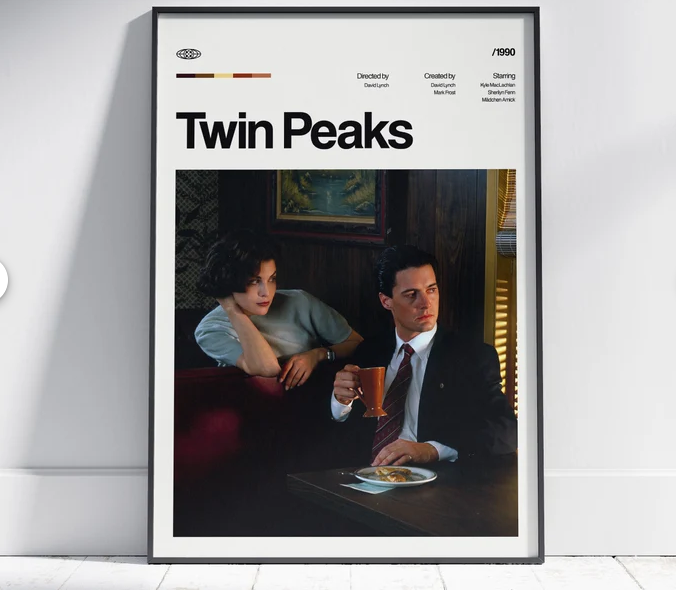 /1990
Directed by
David Lynch
Created by
David Lynch
Mark Frost
Starring
Kyle MacLachlan
Sherilyn Fenn
Mädchen Amick
Twin Peaks